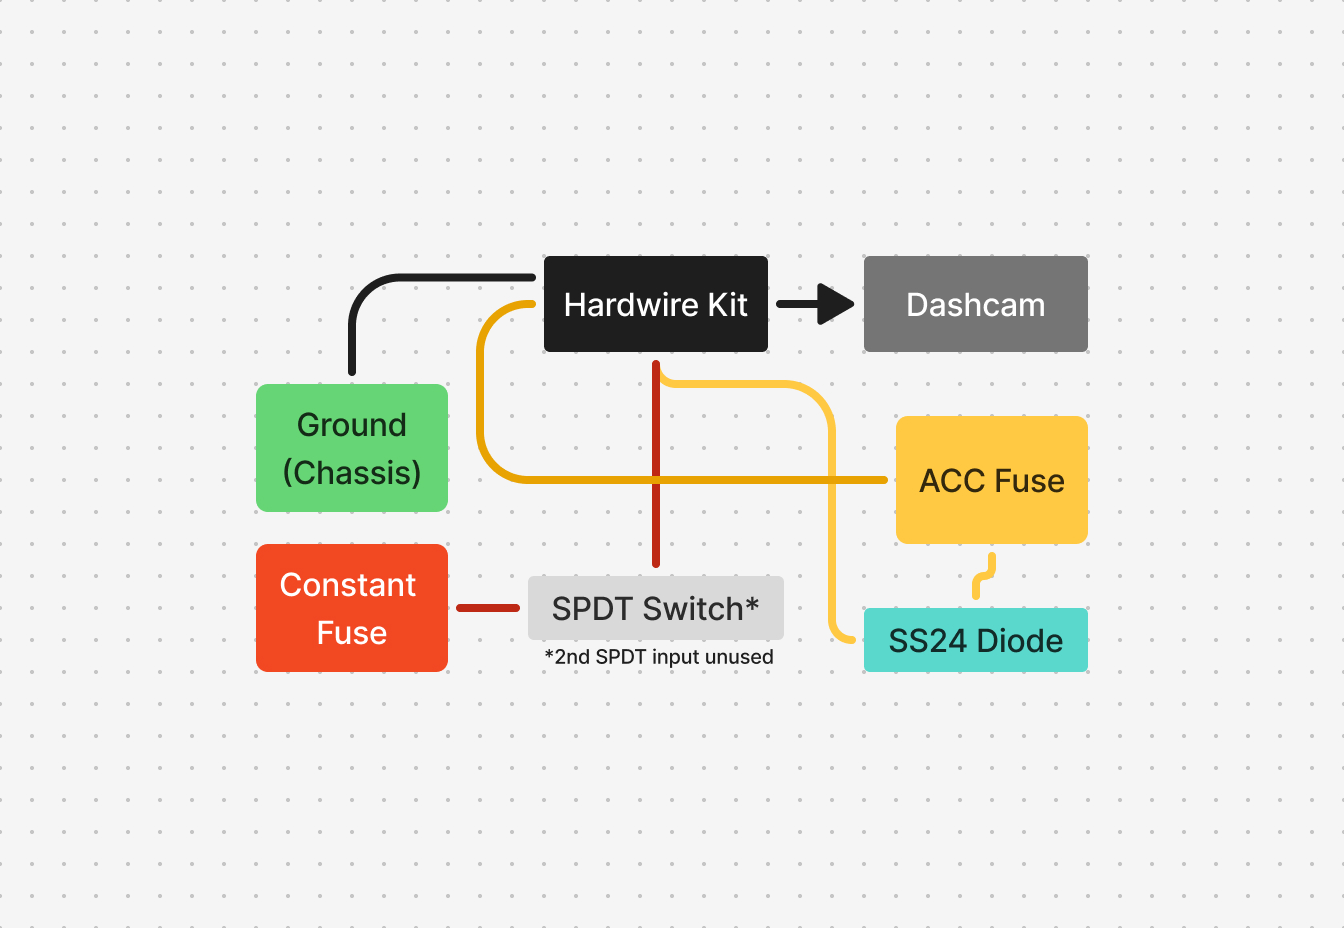 Hardwire Kit
Dashcam
Ground
(Chassis)
ACC Fuse
Constant
Fuse
SPDT Switch*
*2nd SPDT input unused
SS24 Diode